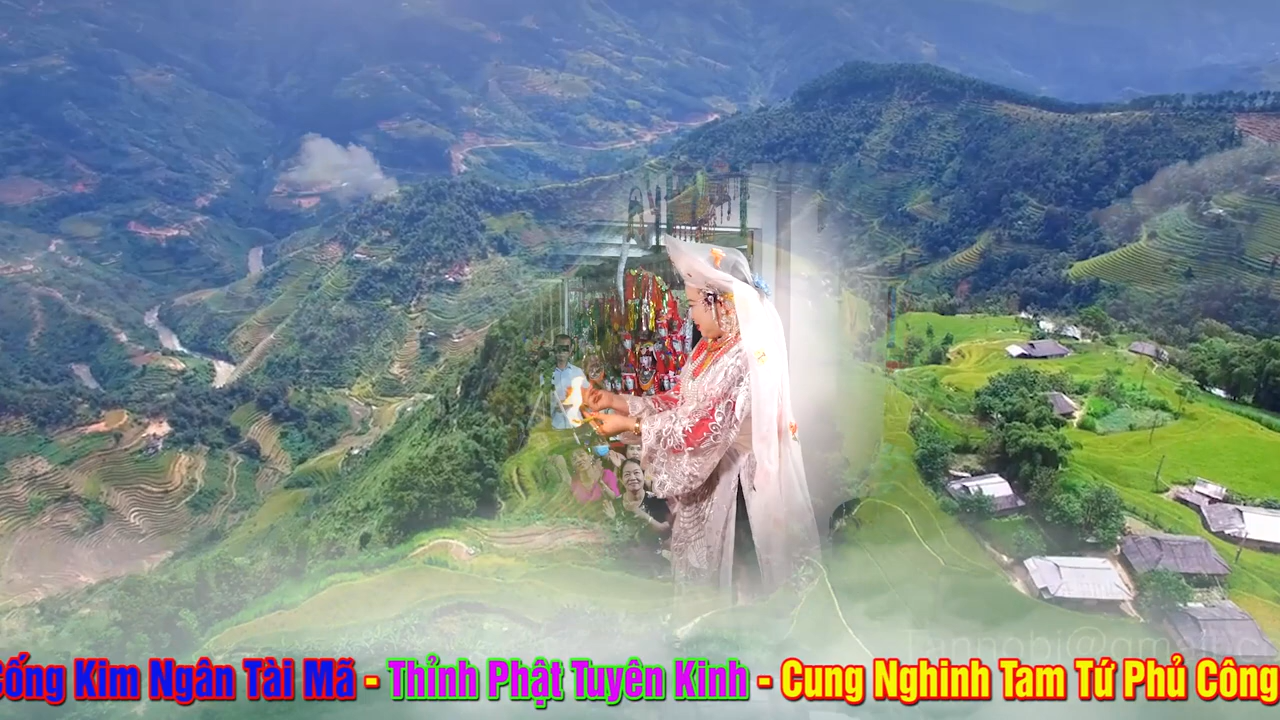 Cống Kim Ngân Tài Mã - Thỉnh Phật Tuyên Kinh - Cung Nghinh Tam Tứ Phủ Công